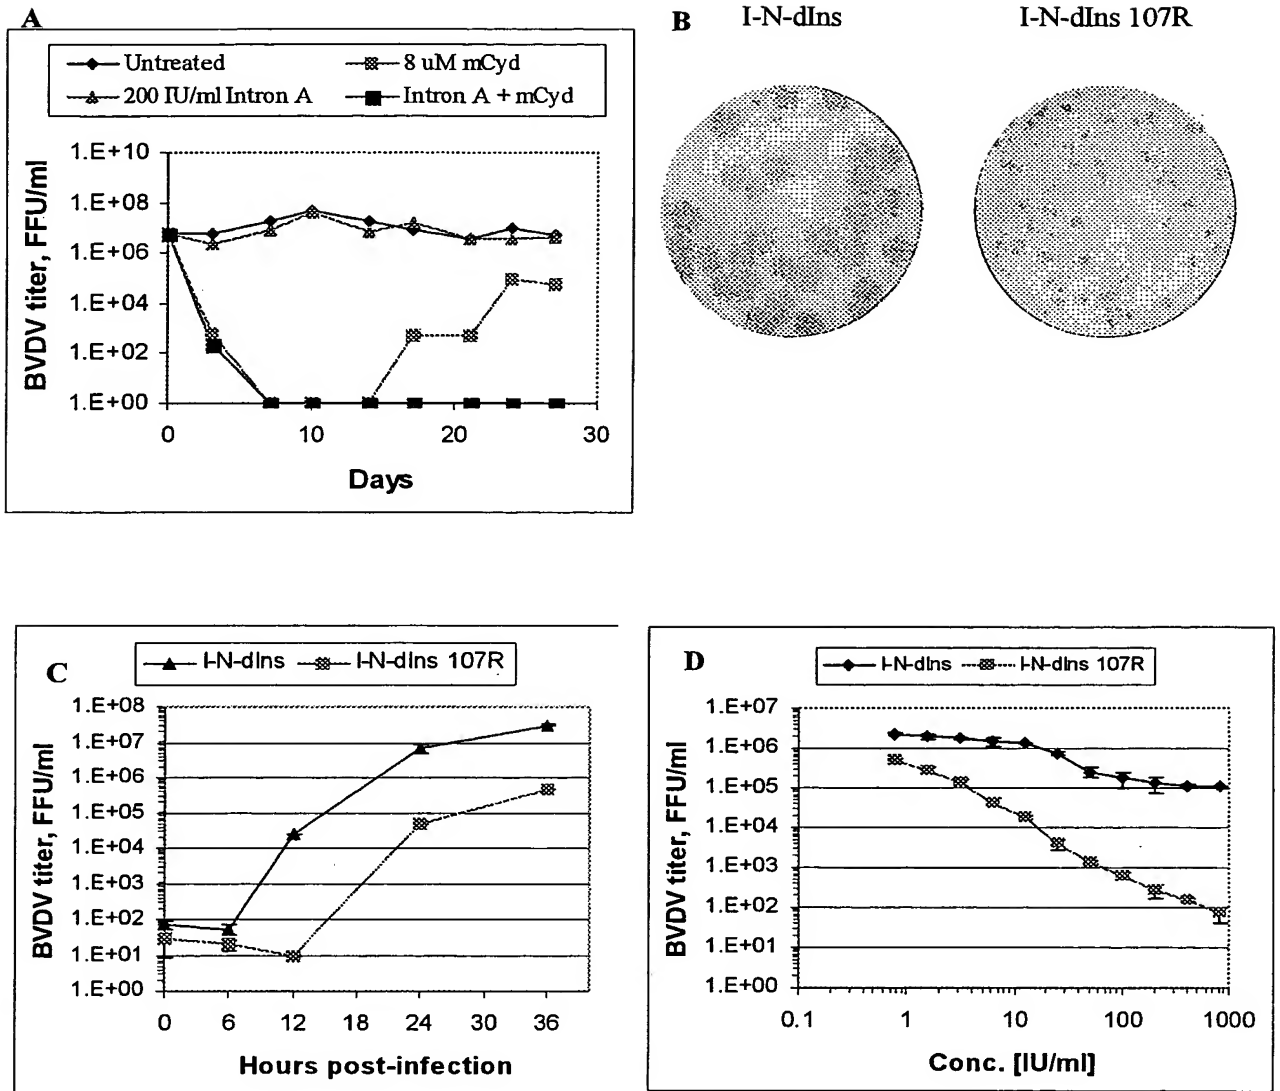 A
Untreated 8 uM mCyd
200 IU/ml Intron A Intron A + mCyd
BVDV titer, FFU/ml
1.E+10
1.E+08
1.E+06
1.E+04
1.E+02
1.E+00
0 10 20 30
Days
B I-N-dIns I-N-dIns 107R
C
I-N-dIns I-N-dIns 107R
BVDV titer, FFU/ml
1.E+08
1.E+07
1.E+06
1.E+05
1.E+04
1.E+03
1.E+02
1.E+01
1.E+00
0 6 12 18 24 30 36
Hours post-infection
D
I-N-dIns I-N-dIns 107R
BVDV titer, FFU/ml
1.E+07
1.E+06
1.E+05
1.E+04
1.E+03
1.E+02
1.E+01
1.E+00
0.1 1 10 100 1000
Conc. [IU/ml]